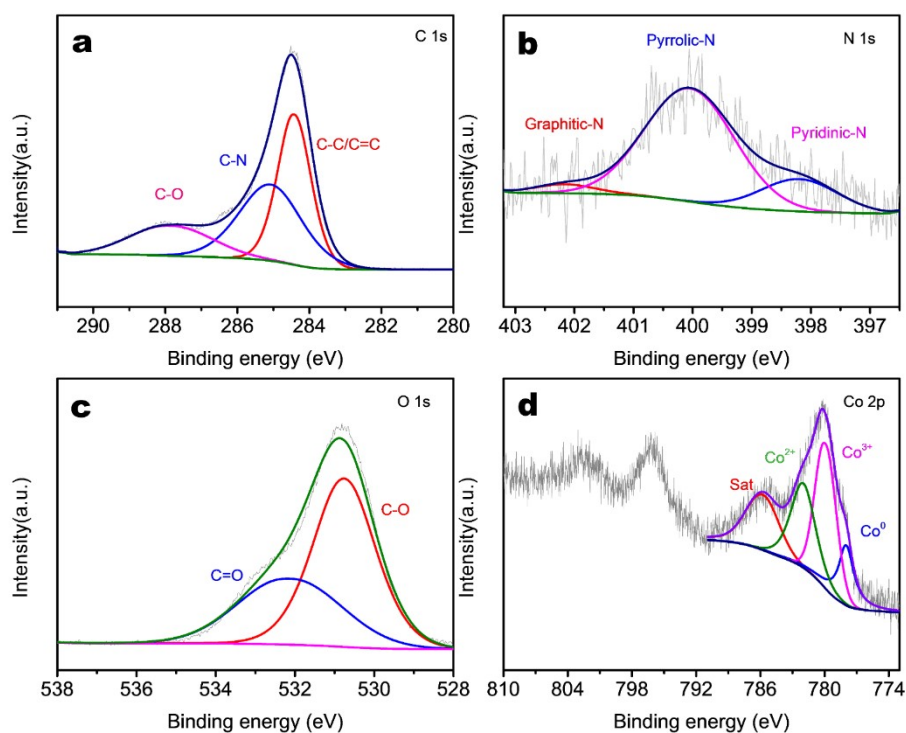 a
C 1s
C-C/C=C
C-N
C-O
Intensity(a.u.)
290 288 286 284 282 280
Binding energy (eV)
b
Pyrrolic-N
N 1s
Graphitic-N
Pyridinic-N
Intensity(a.u.)
403 402 401 400 399 398 397
Binding energy (eV)
c
O 1s
C-O
C=O
Intensity(a.u.)
538 536 534 532 530 528
Binding energy (eV)
d
Co 2p
Co²⁺
Co³⁺
Sat
Co⁰
Intensity(a.u.)
810 804 798 792 786 780 774
Binding energy (eV)